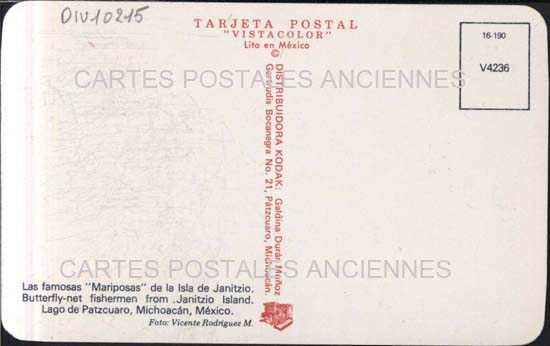 DIV10215
TARJETA POSTAL
"VISTACOLOR"
Lito en México
16-190
V4236
©
DISTRIBUIDORA KODAK: Galdina Durán Muñoz
Gertrudis Bocanegra No. 21, Pátzcuaro, Michoacán.
CARTES POSTALES ANCIENNES
CARTES POSTALES ANCIENNES
Las famosas "Mariposas" de la Isla de Janitzio.
Butterfly-net fishermen from Janitzio Island.
Lago de Patzcuaro, Michoacán, México.
Foto: Vicente Rodríguez M.